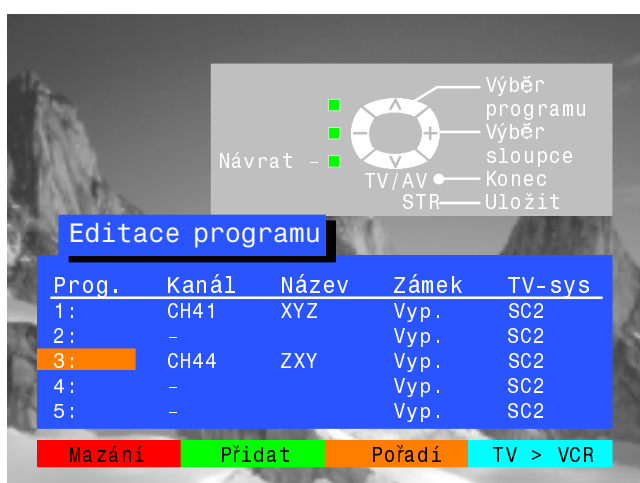 Výběr
programu
Výběr
Návrat – sloupce
TV/AV Konec
STR Uložit
Editace programu
Prog. Kanál Název Zámek TV-sys
1: CH41 XYZ Vyp. SC2
2: – Vyp. SC2
3: CH44 ZXY Vyp. SC2
4: – Vyp. SC2
5: – Vyp. SC2
Mazání Přidat Pořadí TV > VCR